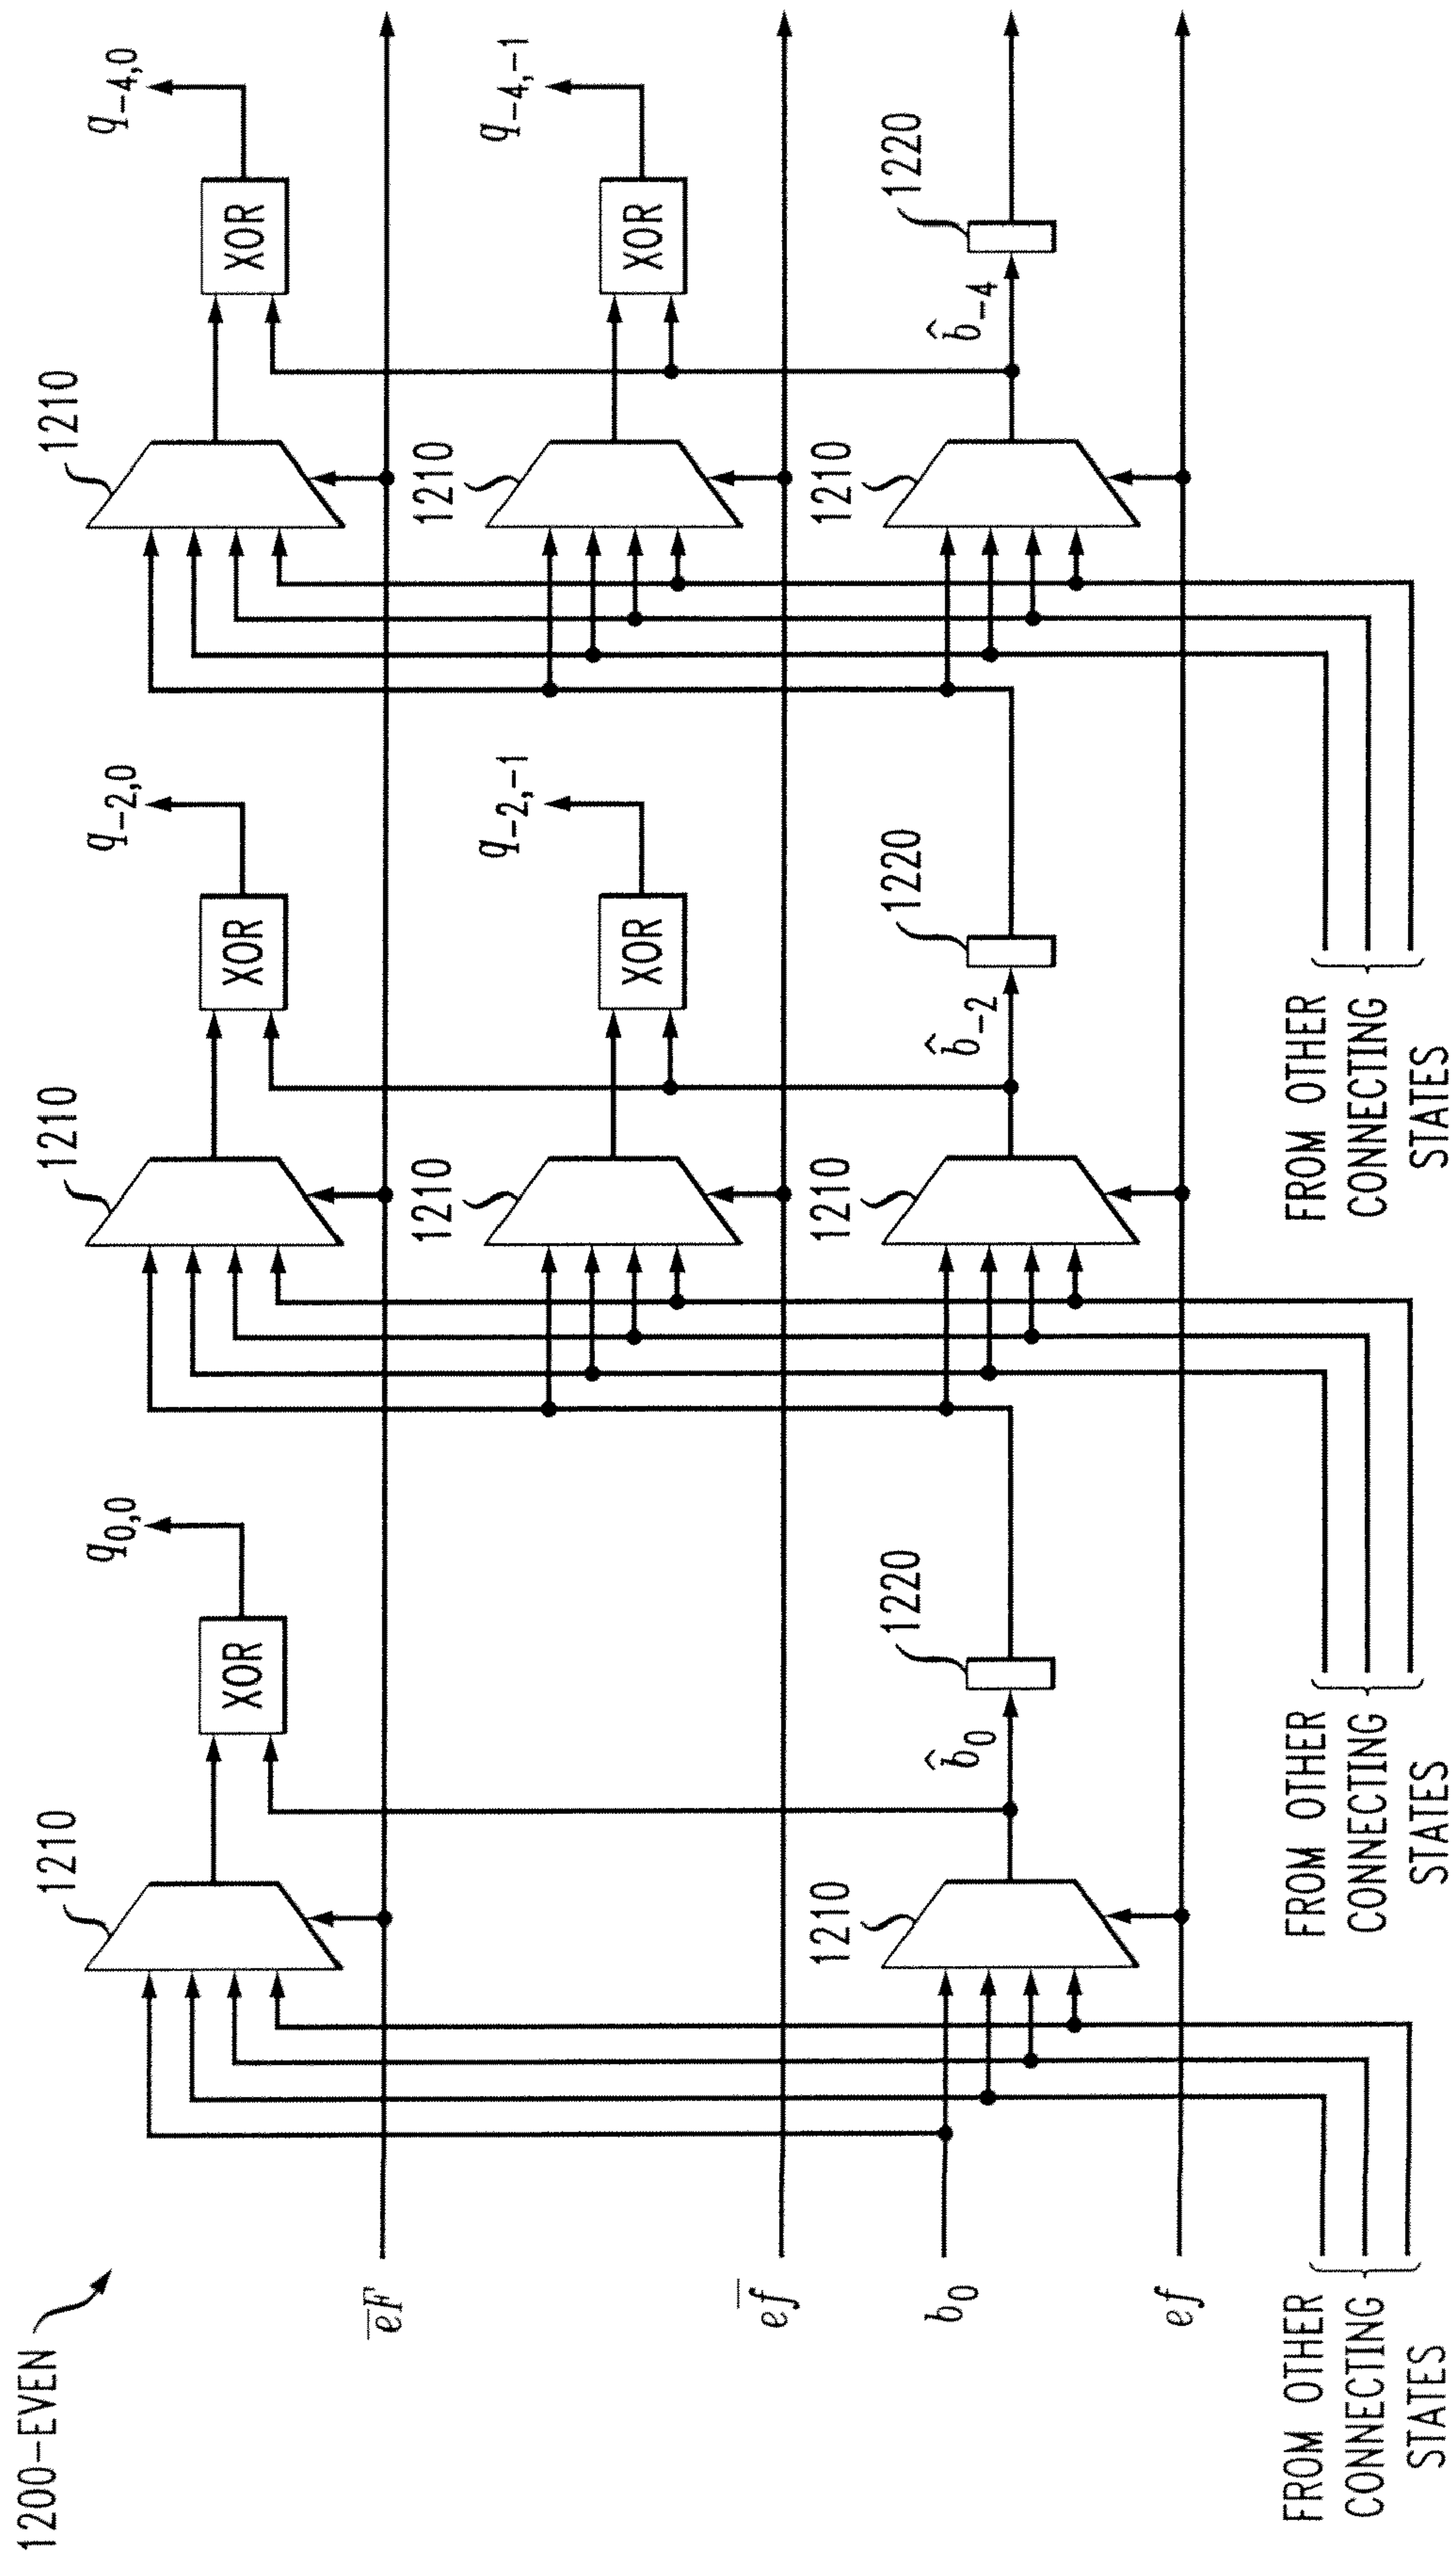 1200-EVEN
1210
XOR
q₀,₀
1210
XOR
q₋₂,₀
1210
XOR
q₋₄,₀
e̅F̅
1210
XOR
q₋₂,₋₁
1210
XOR
q₋₄,₋₁
ef̅
1210
b̂₀
1220
1210
b̂₋₂
1220
1210
b̂₋₄
1220
b₀
ef
FROM OTHER
CONNECTING
STATES
FROM OTHER
CONNECTING
STATES
FROM OTHER
CONNECTING
STATES